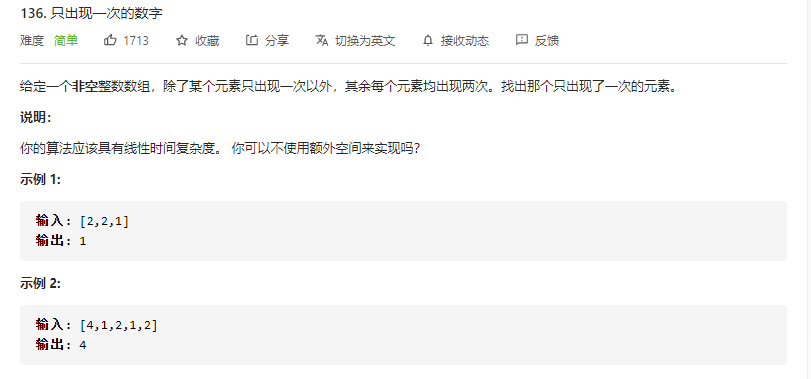 136. 只出现一次的数字
难度 简单 1713 收藏 分享 切换为英文 接收动态 反馈
给定一个非空整数数组，除了某个元素只出现一次以外，其余每个元素均出现两次。找出那个只出现了一次的元素。
说明：
你的算法应该具有线性时间复杂度。 你可以不使用额外空间来实现吗？
示例 1:
输入: [2,2,1]
输出: 1
示例 2:
输入: [4,1,2,1,2]
输出: 4